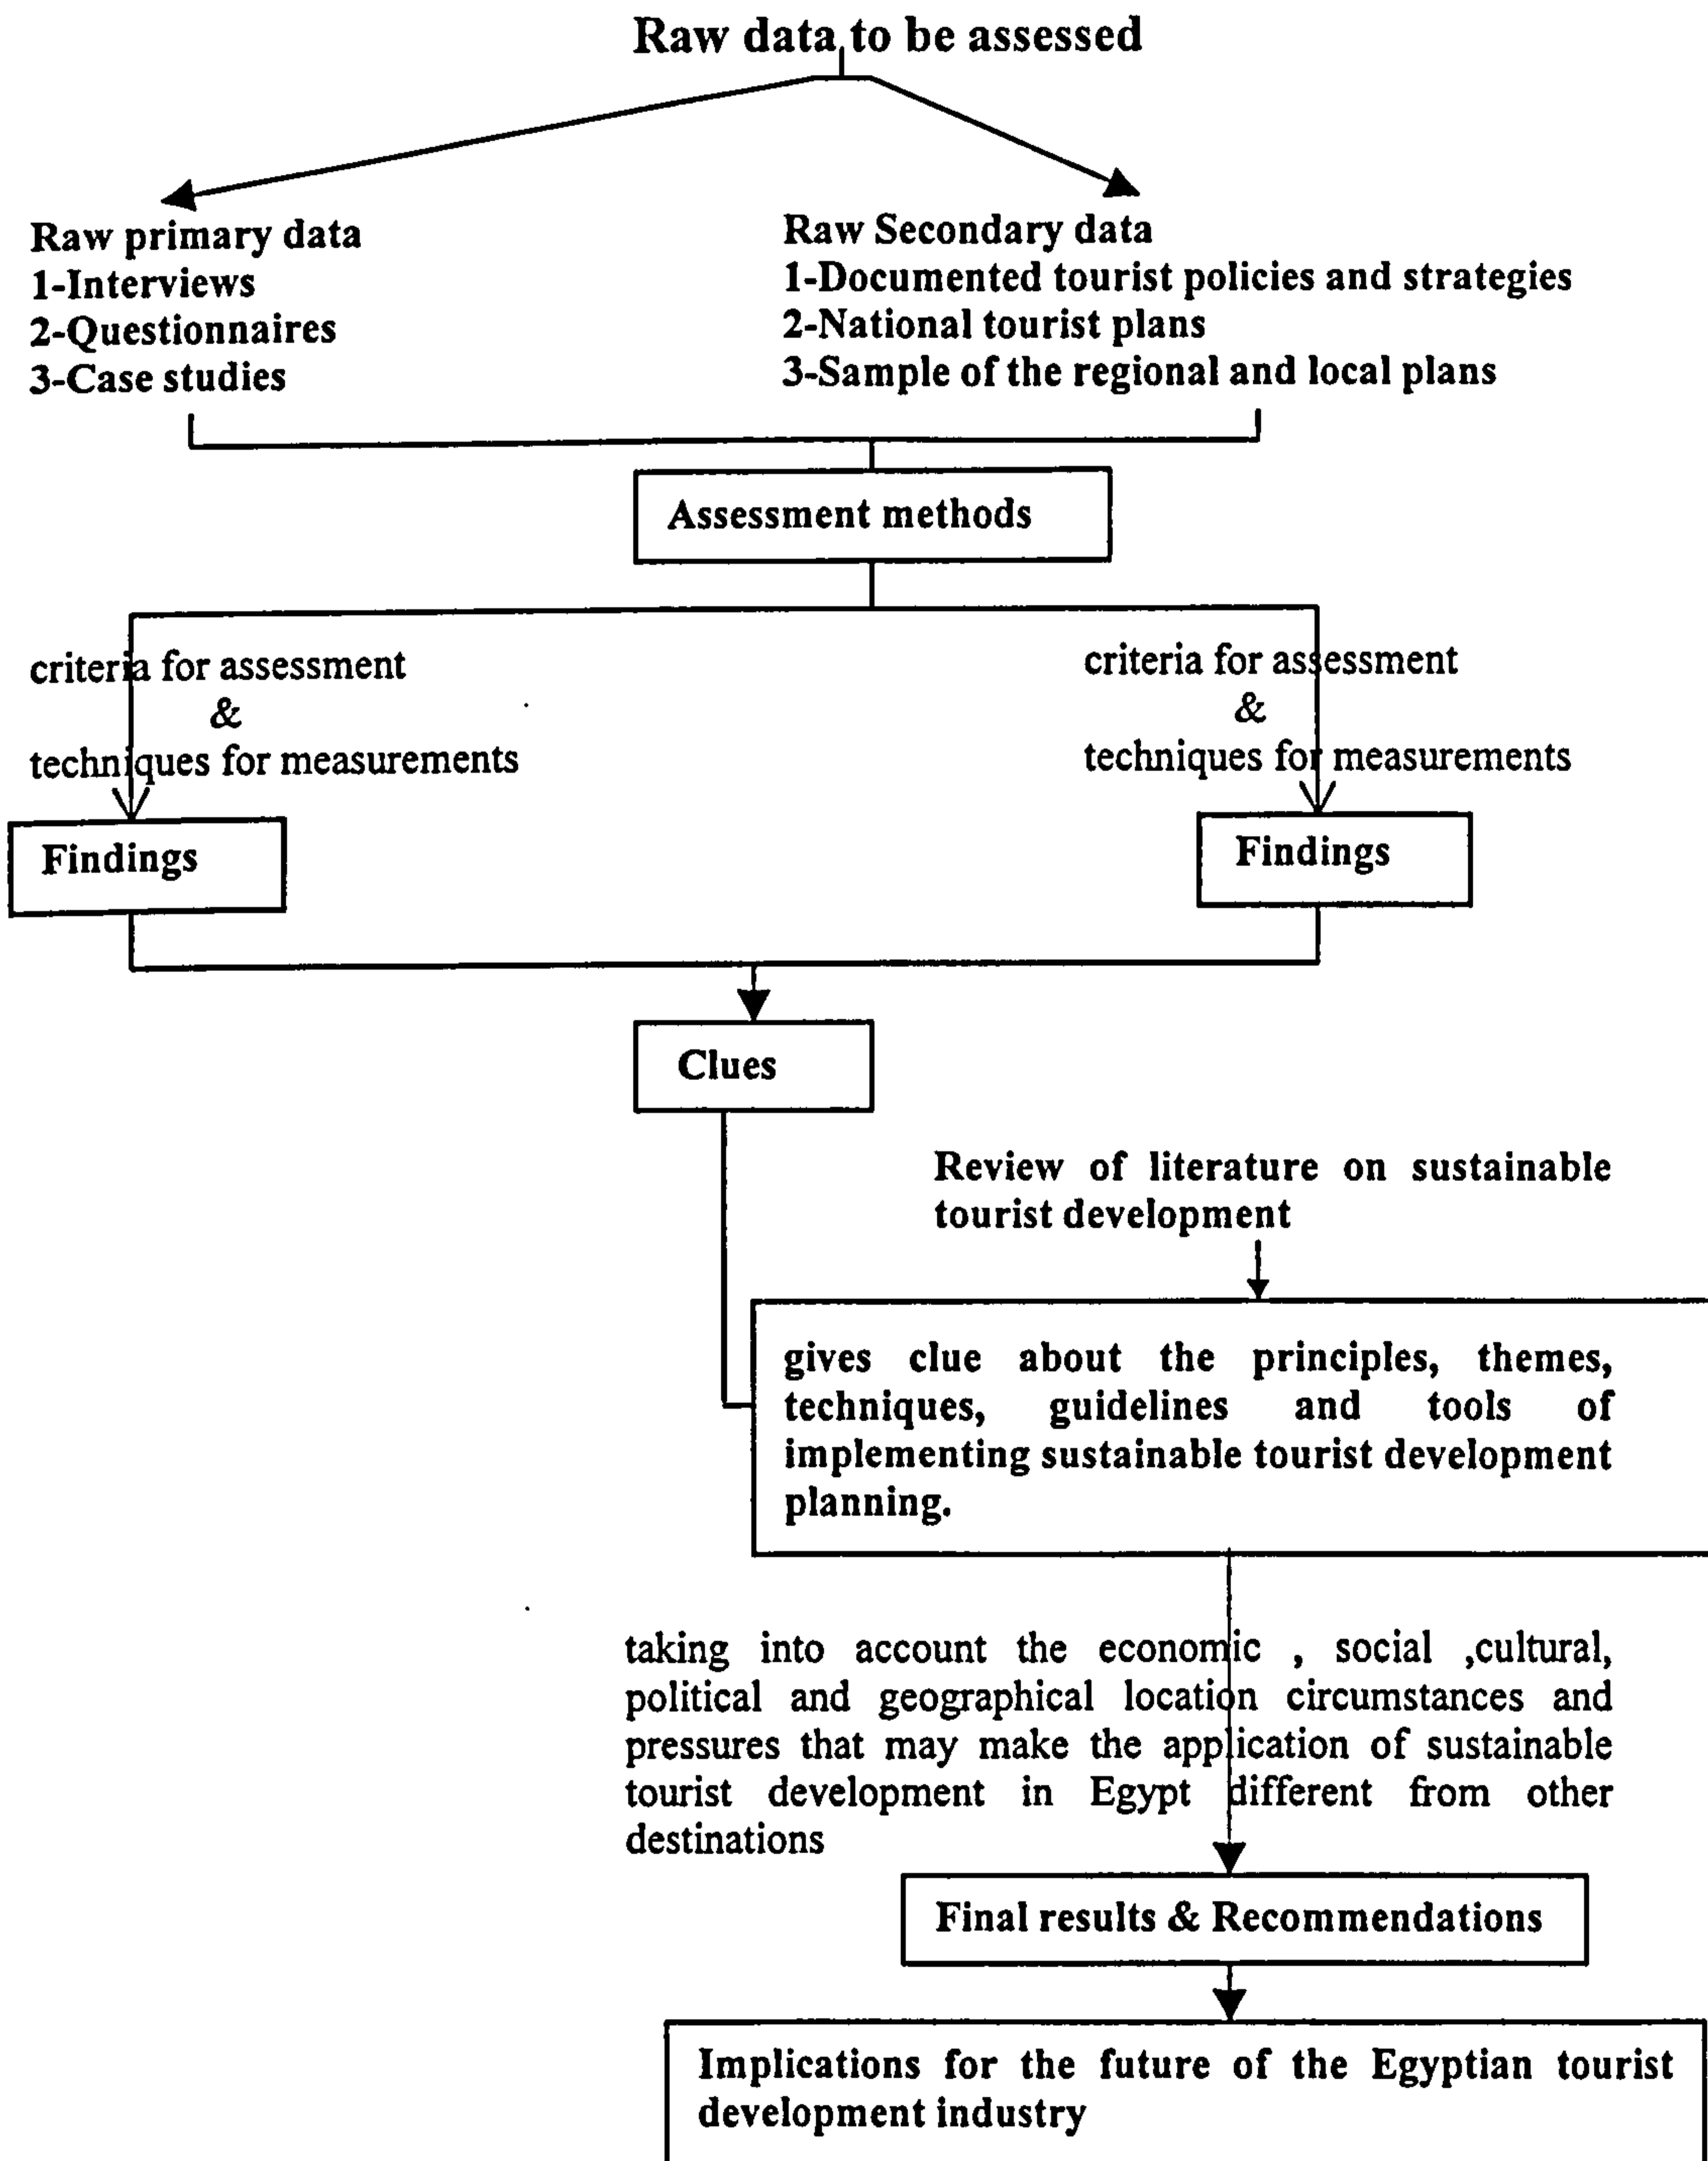 Raw data to be assessed
Raw primary data
1-Interviews
2-Questionnaires
3-Case studies
Raw Secondary data
1-Documented tourist policies and strategies
2-National tourist plans
3-Sample of the regional and local plans
Assessment methods
criteria for assessment
&
techniques for measurements
criteria for assessment
&
techniques for measurements
Findings
Findings
Clues
Review of literature on sustainable
tourist development
gives clue about the principles, themes,
techniques, guidelines and tools of
implementing sustainable tourist development
planning.
taking into account the economic , social ,cultural,
political and geographical location circumstances and
pressures that may make the application of sustainable
tourist development in Egypt different from other
destinations
Final results & Recommendations
Implications for the future of the Egyptian tourist
development industry